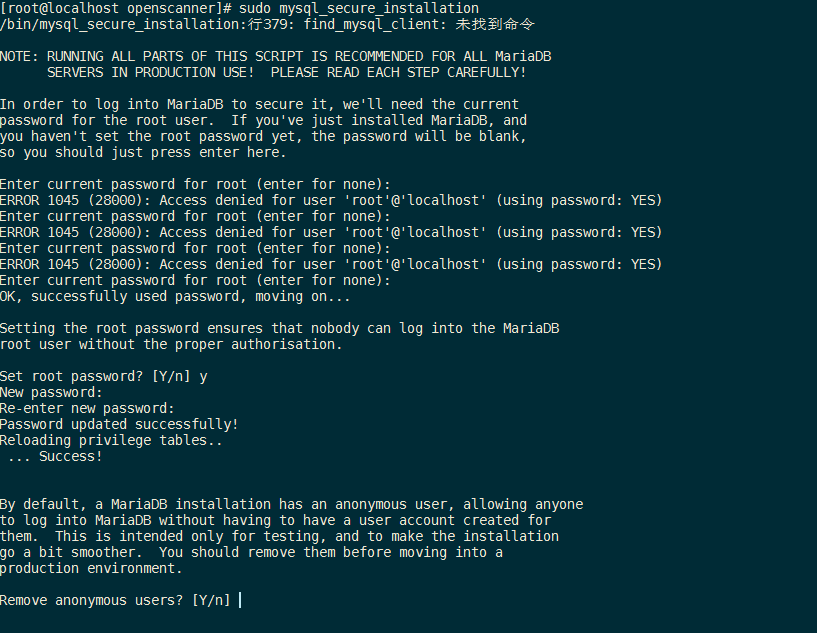 [root@localhost openscanner]# sudo mysql_secure_installation
/bin/mysql_secure_installation:行379: find_mysql_client: 未找到命令
NOTE: RUNNING ALL PARTS OF THIS SCRIPT IS RECOMMENDED FOR ALL MariaDB
SERVERS IN PRODUCTION USE!  PLEASE READ EACH STEP CAREFULLY!
In order to log into MariaDB to secure it, we'll need the current
password for the root user.  If you've just installed MariaDB, and
you haven't set the root password yet, the password will be blank,
so you should just press enter here.
Enter current password for root (enter for none):
ERROR 1045 (28000): Access denied for user 'root'@'localhost' (using password: YES)
Enter current password for root (enter for none):
ERROR 1045 (28000): Access denied for user 'root'@'localhost' (using password: YES)
Enter current password for root (enter for none):
ERROR 1045 (28000): Access denied for user 'root'@'localhost' (using password: YES)
Enter current password for root (enter for none):
OK, successfully used password, moving on...
Setting the root password ensures that nobody can log into the MariaDB
root user without the proper authorisation.
Set root password? [Y/n] y
New password:
Re-enter new password:
Password updated successfully!
Reloading privilege tables..
... Success!
By default, a MariaDB installation has an anonymous user, allowing anyone
to log into MariaDB without having to have a user account created for
them.  This is intended only for testing, and to make the installation
go a bit smoother.  You should remove them before moving into a
production environment.
Remove anonymous users? [Y/n]